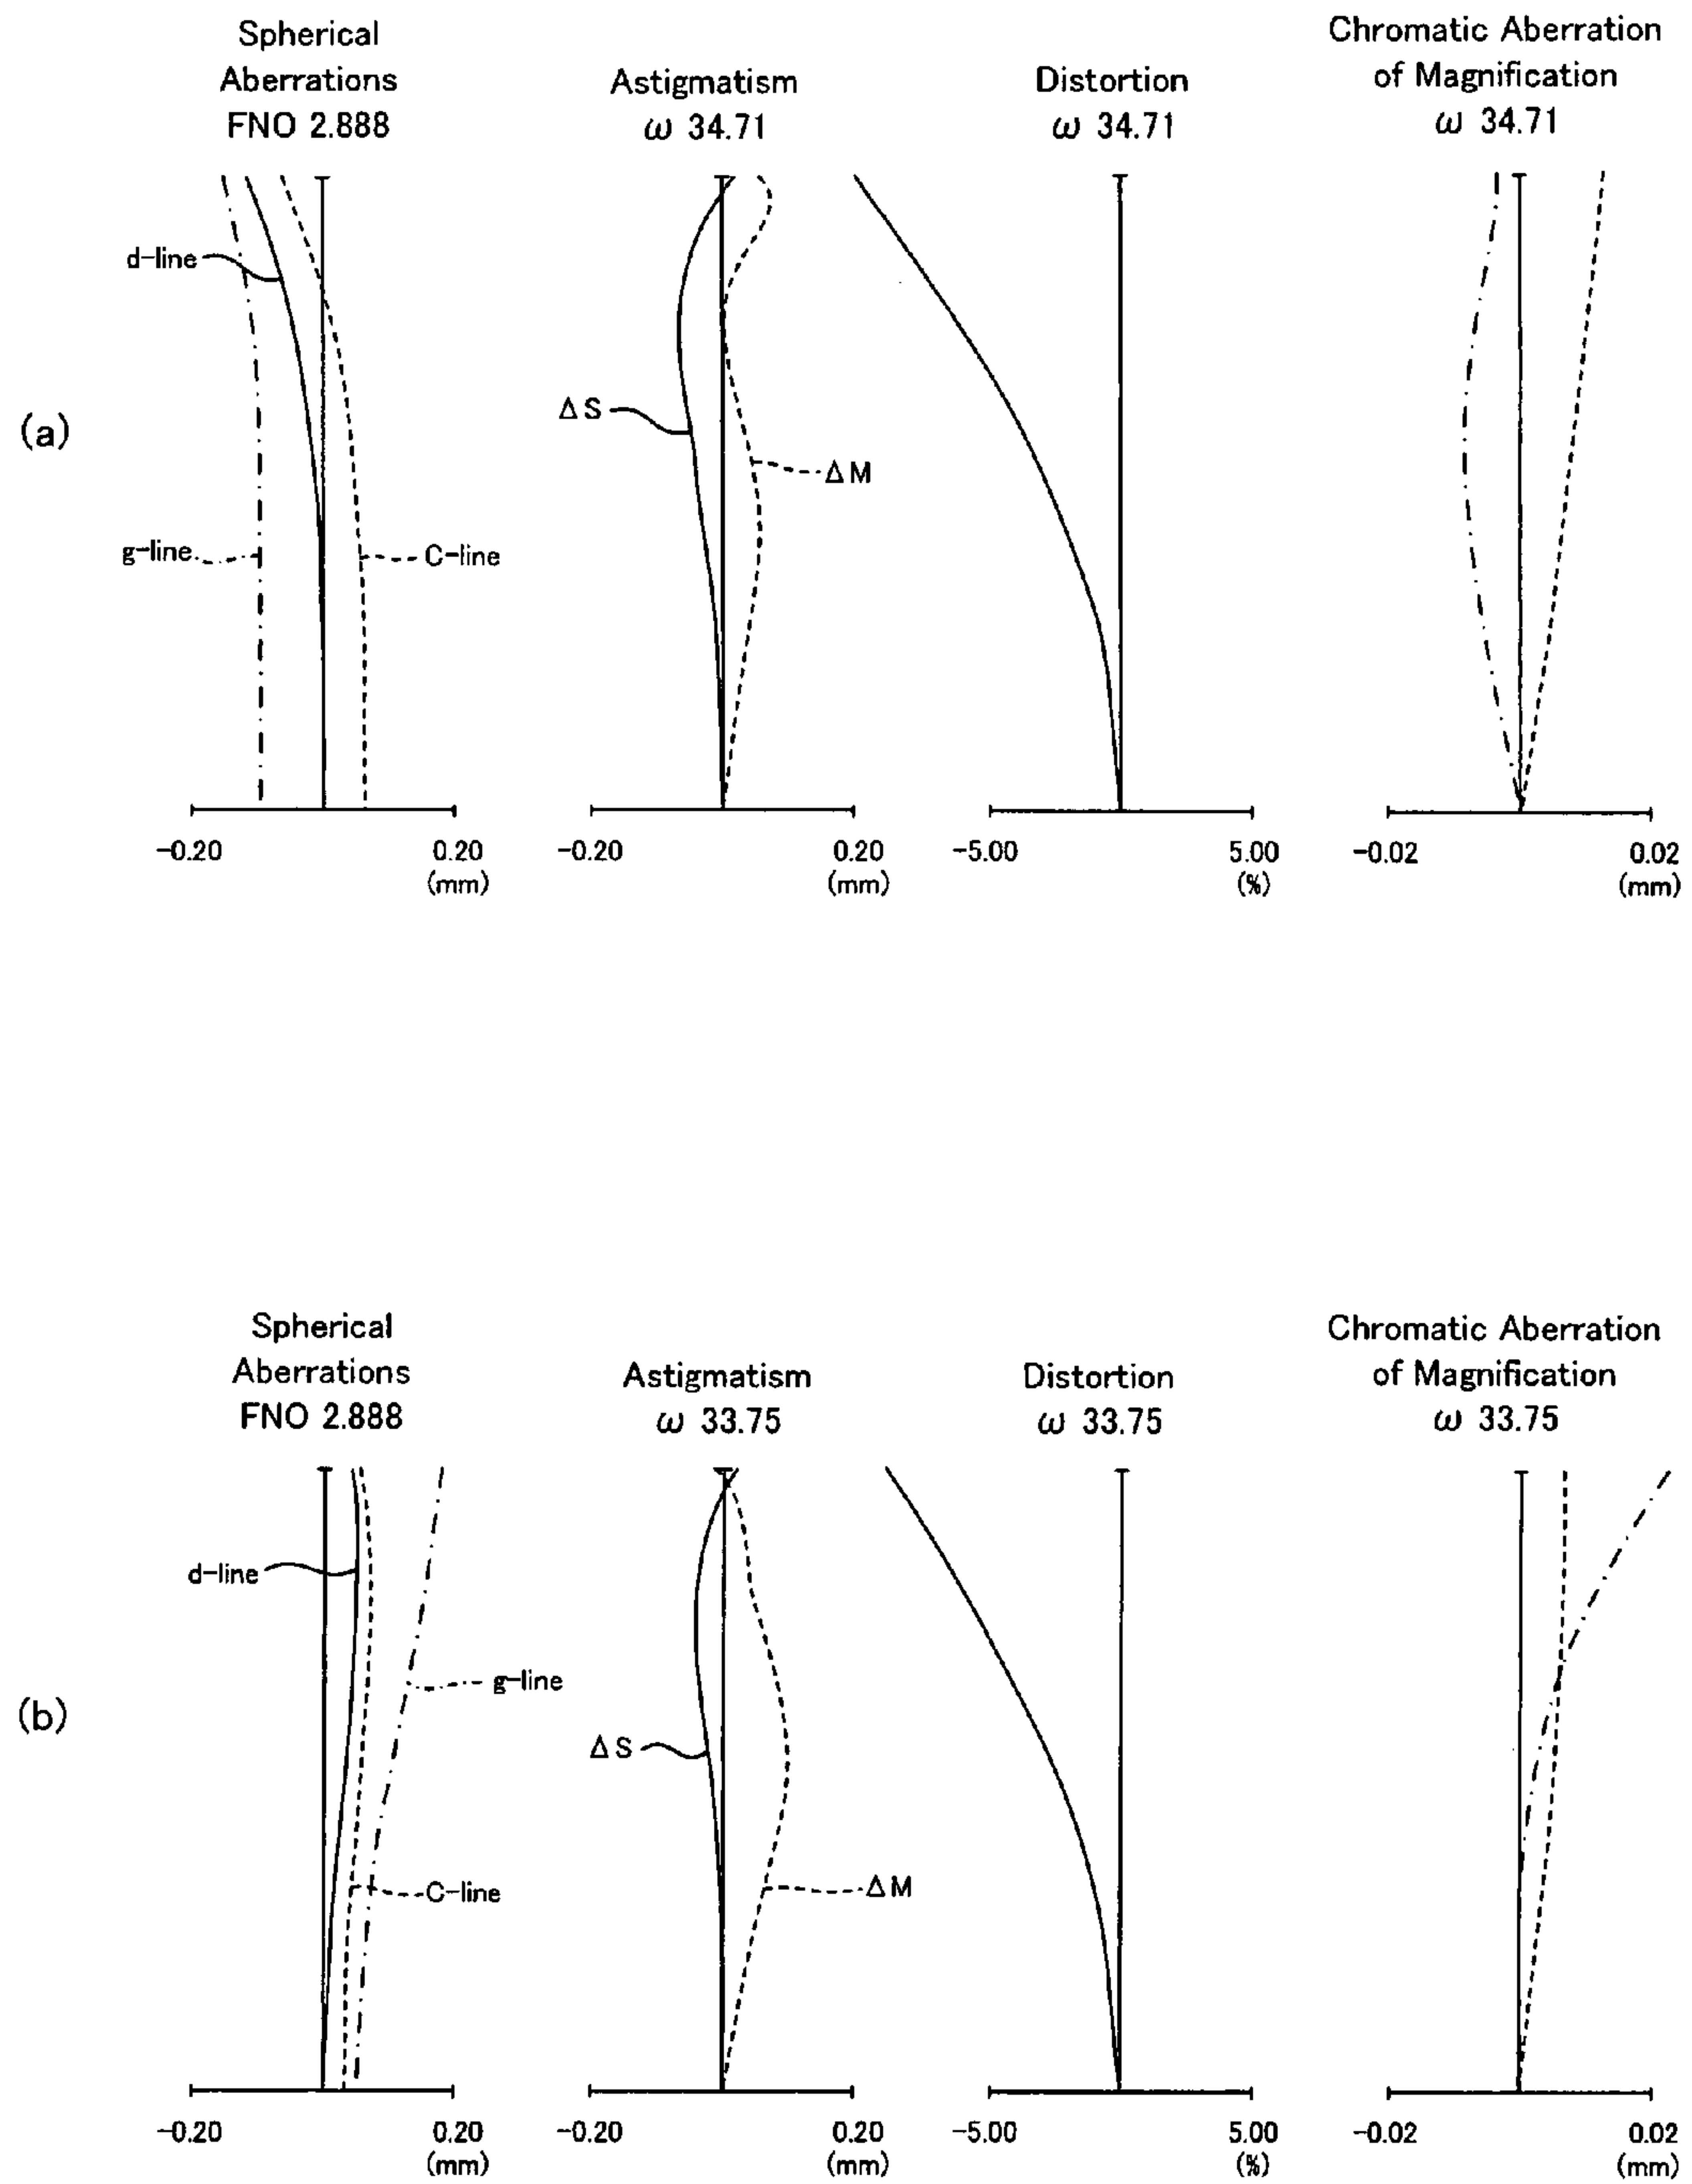 Spherical
Aberrations
FNO 2.888
Astigmatism
ω 34.71
Distortion
ω 34.71
Chromatic Aberration
of Magnification
ω 34.71
(a)
d-line
g-line
C-line
ΔS
ΔM
-0.20
0.20
(mm)
-0.20
0.20
(mm)
-5.00
5.00
(%)
-0.02
0.02
(mm)
Spherical
Aberrations
FNO 2.888
Astigmatism
ω 33.75
Distortion
ω 33.75
Chromatic Aberration
of Magnification
ω 33.75
(b)
d-line
g-line
C-line
ΔS
ΔM
-0.20
0.20
(mm)
-0.20
0.20
(mm)
-5.00
5.00
(%)
-0.02
0.02
(mm)